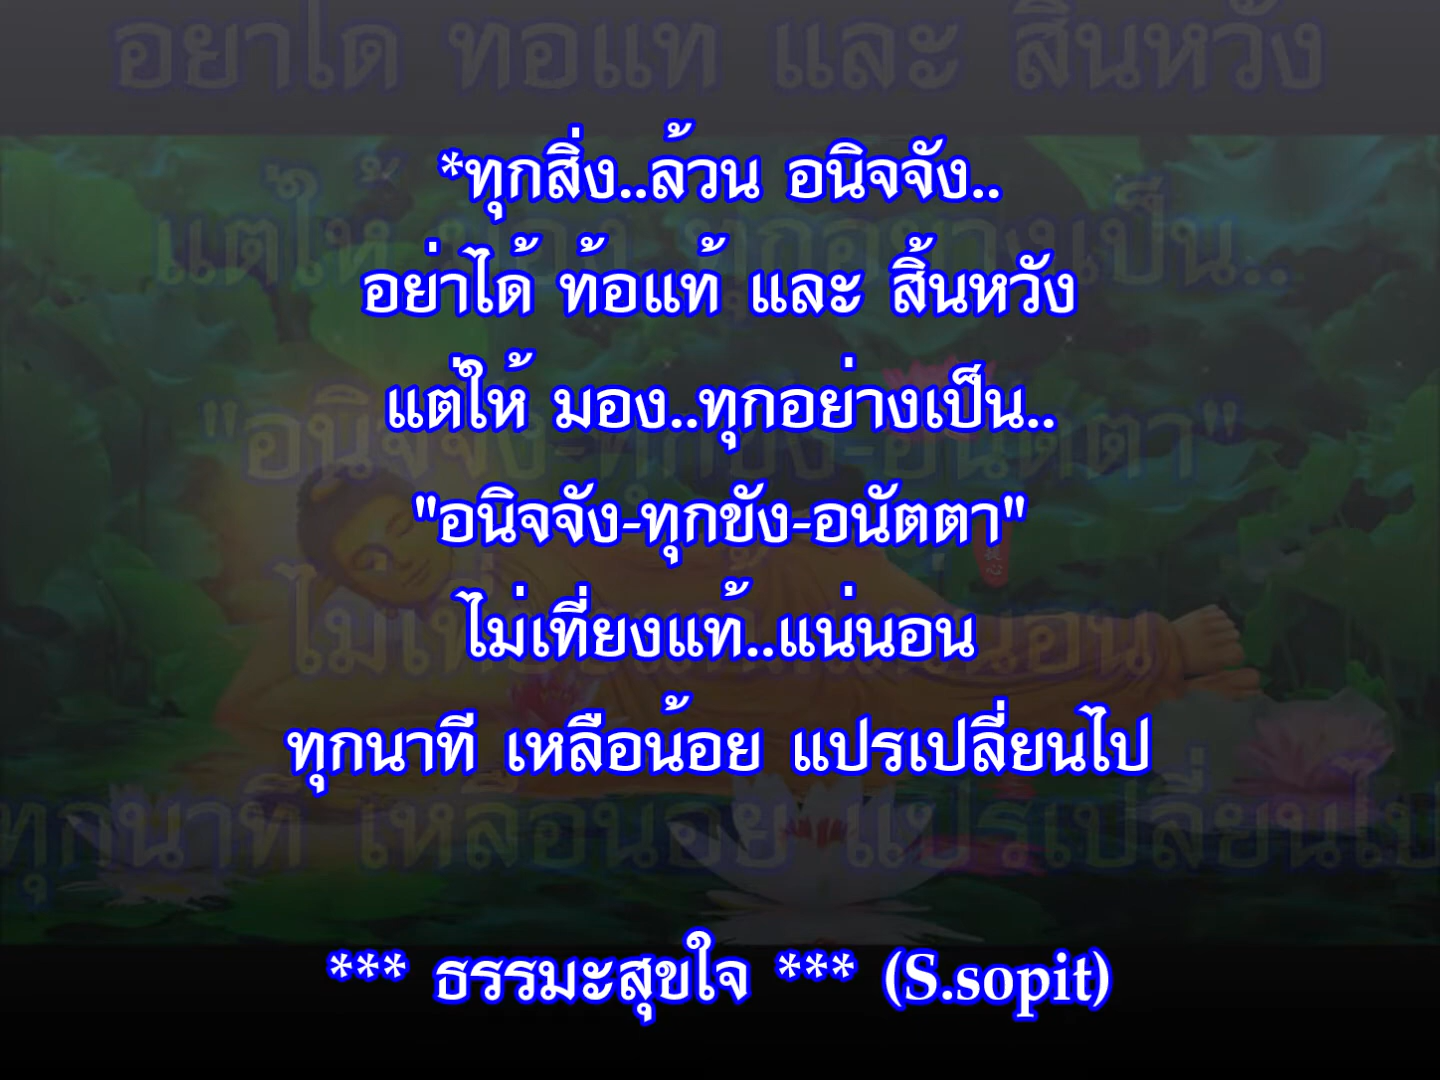 *ทุกสิ่ง..ล้วน อนิจจัง..
อย่าได้ ท้อแท้ และ สิ้นหวัง
แต่ให้ มอง..ทุกอย่างเป็น..
"อนิจจัง-ทุกขัง-อนัตตา"
ไม่เที่ยงแท้..แน่นอน
ทุกนาที เหลือน้อย แปรเปลี่ยนไป
*** ธรรมะสุขใจ *** (S.sopit)